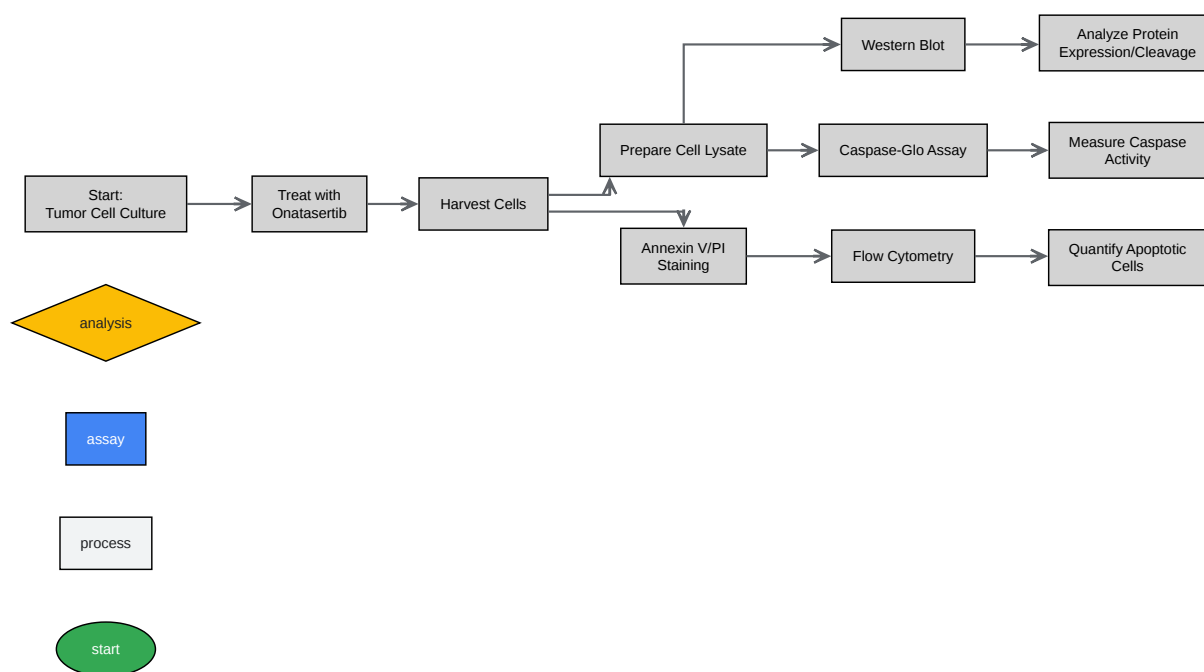 Start:
Tumor Cell Culture
Treat with
Onatasertib
Harvest Cells
Prepare Cell Lysate
Western Blot
Analyze Protein
Expression/Cleavage
Caspase-Glo Assay
Measure Caspase
Activity
Annexin V/PI
Staining
Flow Cytometry
Quantify Apoptotic
Cells
analysis
assay
process
start